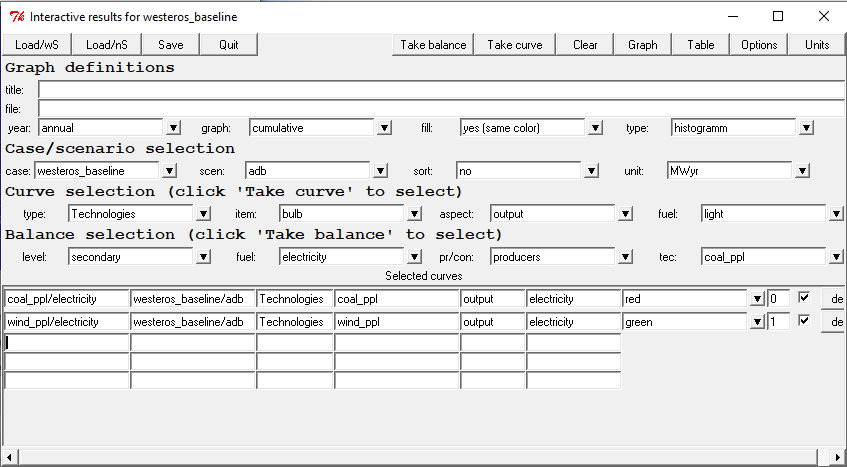 Interactive results for westeros_baseline
Load/wS Load/nS Save Quit Take balance Take curve Clear Graph Table Options Units
Graph definitions
title:
file:
year: annual graph: cumulative fill: yes (same color) type: histogramm
Case/scenario selection
case: westeros_baseline scen: adb sort: no unit: MWyr
Curve selection (click 'Take curve' to select)
type: Technologies item: bulb aspect: output fuel: light
Balance selection (click 'Take balance' to select)
level: secondary fuel: electricity pr/con: producers tec: coal_ppl
Selected curves
coal_ppl/electricity westeros_baseline/adb Technologies coal_ppl output electricity red 0 de
wind_ppl/electricity westeros_baseline/adb Technologies wind_ppl output electricity green 1 de